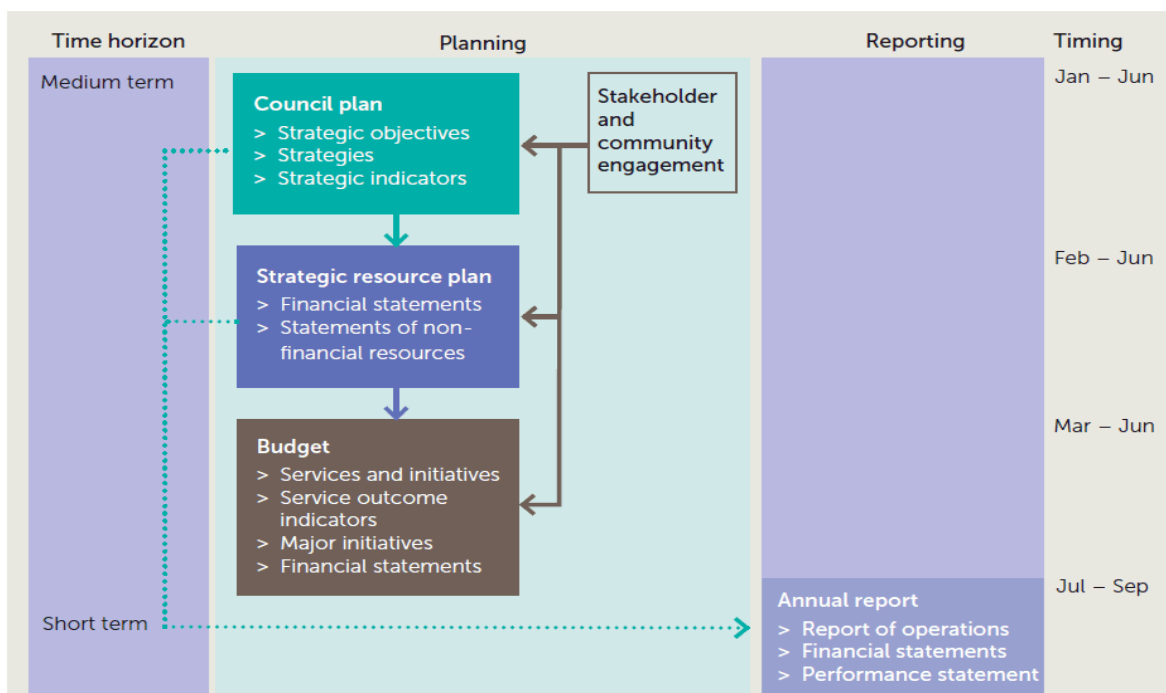 Time horizon
Planning
Reporting
Timing
Medium term
Council plan
> Strategic objectives
> Strategies
> Strategic indicators
Stakeholder
and
community
engagement
Jan – Jun
Strategic resource plan
> Financial statements
> Statements of non-
financial resources
Feb – Jun
Budget
> Services and initiatives
> Service outcome
indicators
> Major initiatives
> Financial statements
Mar – Jun
Short term
Annual report
> Report of operations
> Financial statements
> Performance statement
Jul – Sep